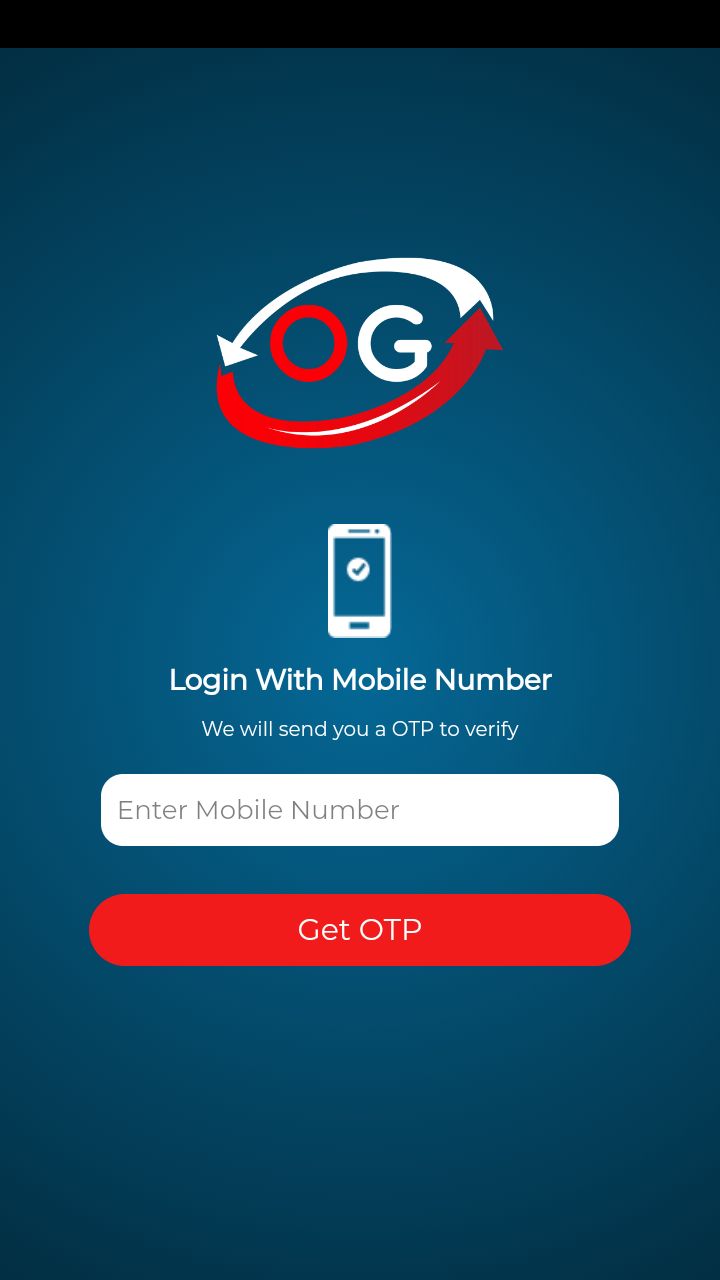 OG
Login With Mobile Number
We will send you a OTP to verify
Enter Mobile Number
Get OTP